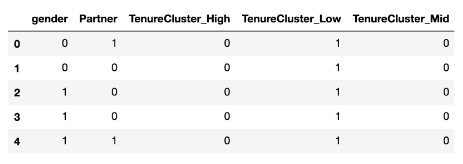 gender Partner TenureCluster_High TenureCluster_Low TenureCluster_Mid
0 0 1 0 1 0
1 0 0 0 1 0
2 1 0 0 1 0
3 1 0 0 1 0
4 1 1 0 1 0